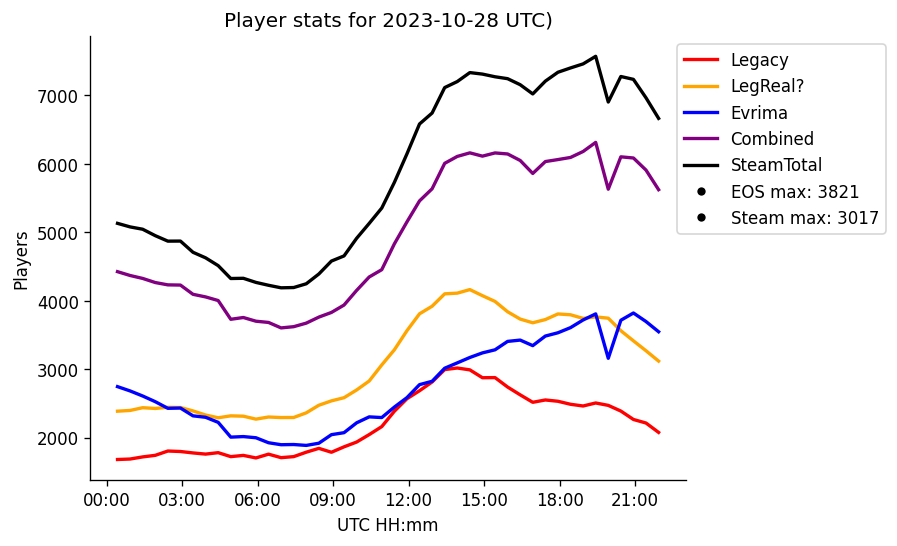 Player stats for 2023-10-28 UTC)
Legacy
LegReal?
Evrima
Combined
SteamTotal
EOS max: 3821
Steam max: 3017
7000
6000
5000
4000
3000
2000
Players
00:00 03:00 06:00 09:00 12:00 15:00 18:00 21:00
UTC HH:mm